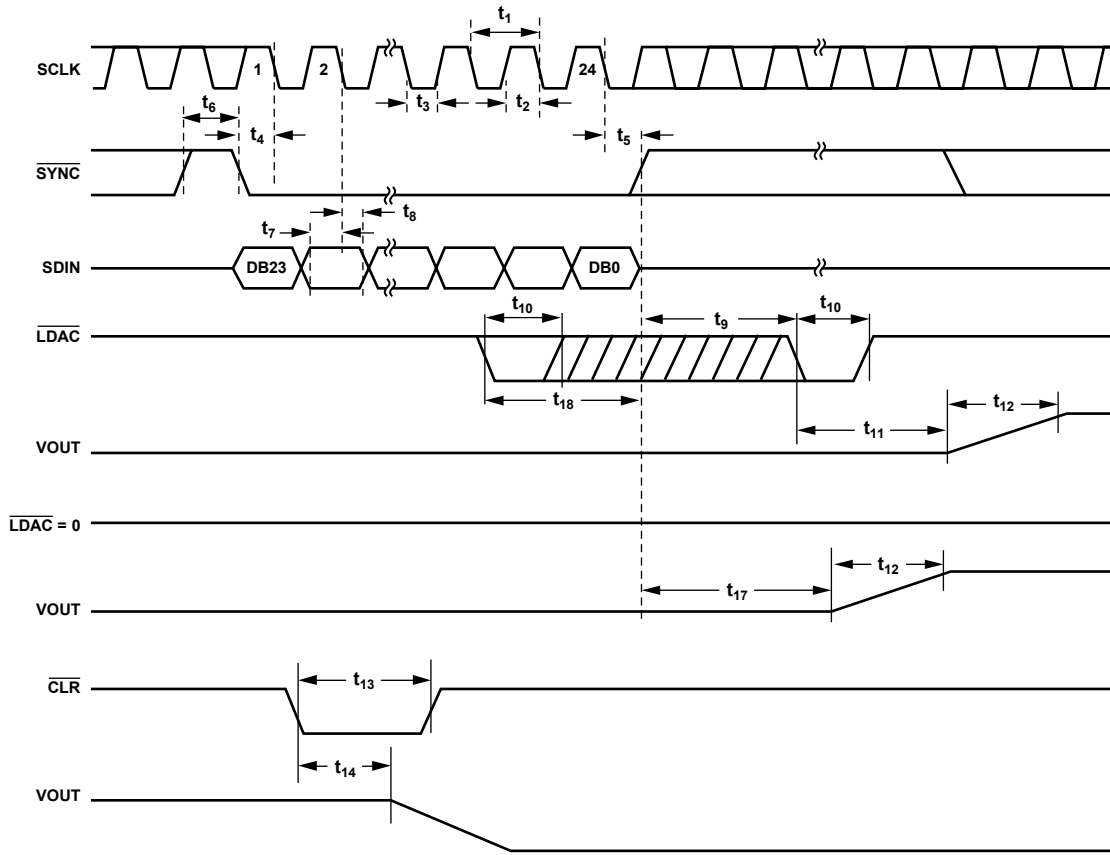 t1
SCLK
1
2
24
t3
t2
t6
t4
t5
SYNC
t8
t7
SDIN
DB23
DB0
t10
t9
t10
LDAC
t18
t12
t11
VOUT
LDAC = 0
t12
t17
VOUT
CLR
t13
t14
VOUT